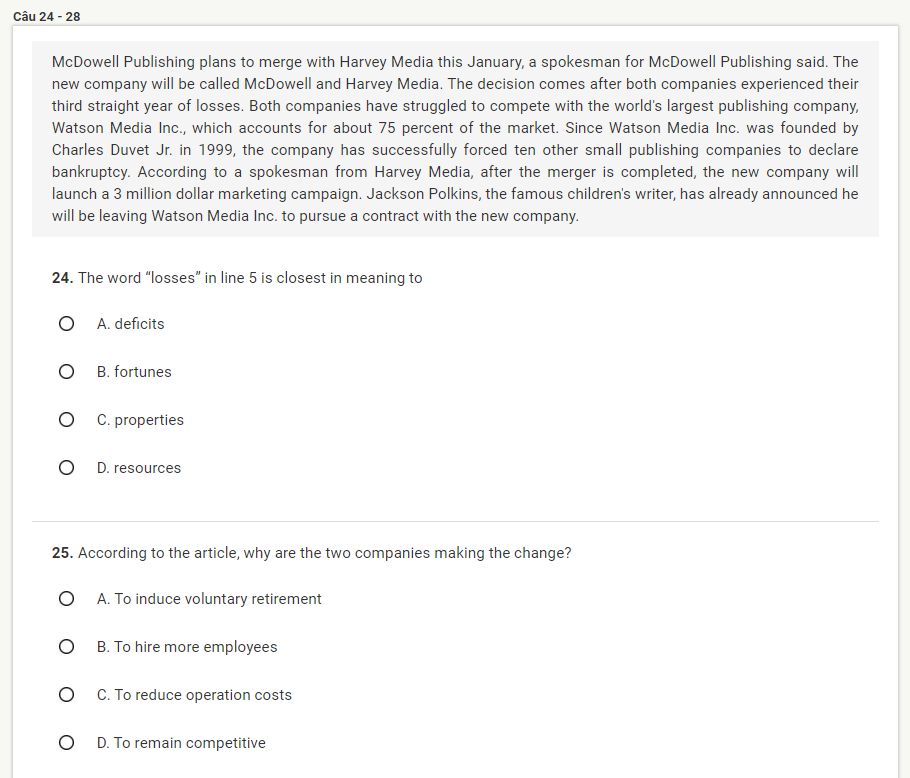 Câu 24 - 28
McDowell Publishing plans to merge with Harvey Media this January, a spokesman for McDowell Publishing said. The
new company will be called McDowell and Harvey Media. The decision comes after both companies experienced their
third straight year of losses. Both companies have struggled to compete with the world's largest publishing company,
Watson Media Inc., which accounts for about 75 percent of the market. Since Watson Media Inc. was founded by
Charles Duvet Jr. in 1999, the company has successfully forced ten other small publishing companies to declare
bankruptcy. According to a spokesman from Harvey Media, after the merger is completed, the new company will
launch a 3 million dollar marketing campaign. Jackson Polkins, the famous children's writer, has already announced he
will be leaving Watson Media Inc. to pursue a contract with the new company.
24. The word “losses” in line 5 is closest in meaning to
A. deficits
B. fortunes
C. properties
D. resources
25. According to the article, why are the two companies making the change?
A. To induce voluntary retirement
B. To hire more employees
C. To reduce operation costs
D. To remain competitive